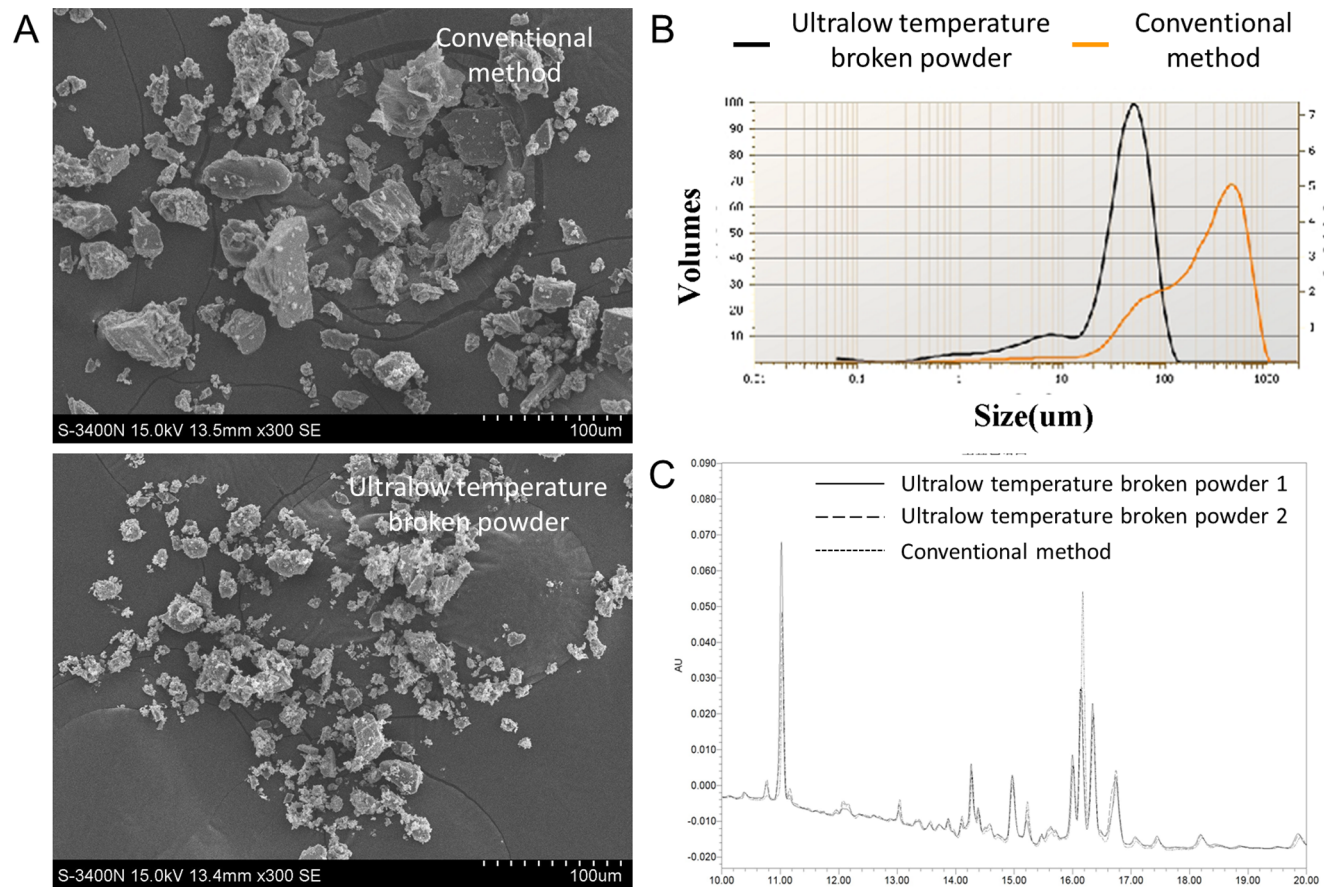 A
Conventional
method
S-3400N 15.0kV 13.5mm x300 SE
100um
Ultralow temperature
broken powder
S-3400N 15.0kV 13.4mm x300 SE
100um
B
Ultralow temperature
broken powder
Conventional
method
100
90
80
70
60
50
40
30
20
10
7
6
5
4
3
2
1
Volumes
0.01 0.1 1 10 100 1000
Size(um)
C
Ultralow temperature broken powder 1
Ultralow temperature broken powder 2
Conventional method
0.090
0.080
0.070
0.060
0.050
0.040
0.030
0.020
0.010
0.000
-0.010
-0.020
AU
10.00 11.00 12.00 13.00 14.00 15.00 16.00 17.00 18.00 19.00 20.00